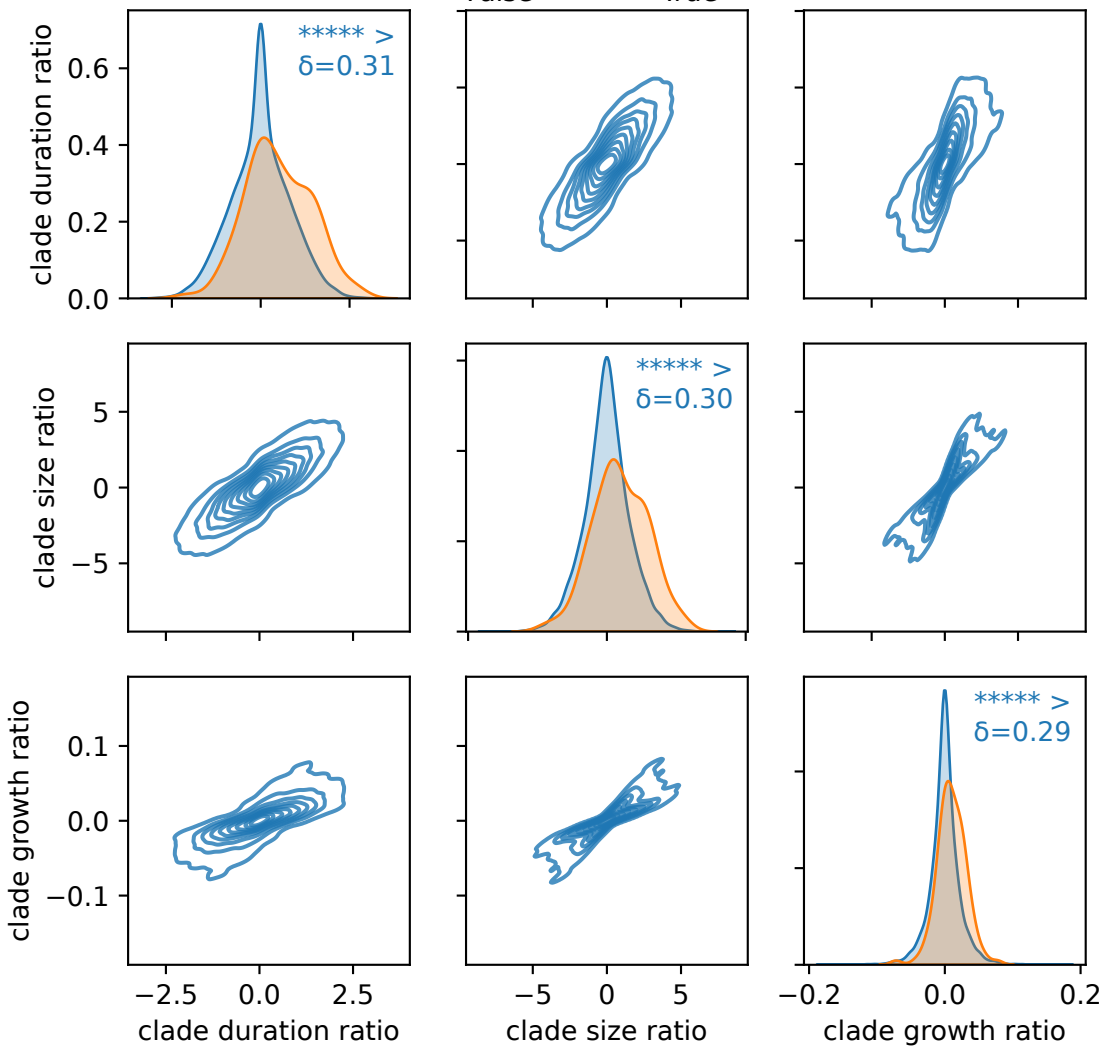 clade duration ratio
0.6
0.4
0.2
0.0
***** >
δ=0.31
clade size ratio
5
0
−5
***** >
δ=0.30
clade growth ratio
0.1
0.0
−0.1
***** >
δ=0.29
−2.5 0.0 2.5
−5 0 5
−0.2 0.0 0.2
clade duration ratio
clade size ratio
clade growth ratio